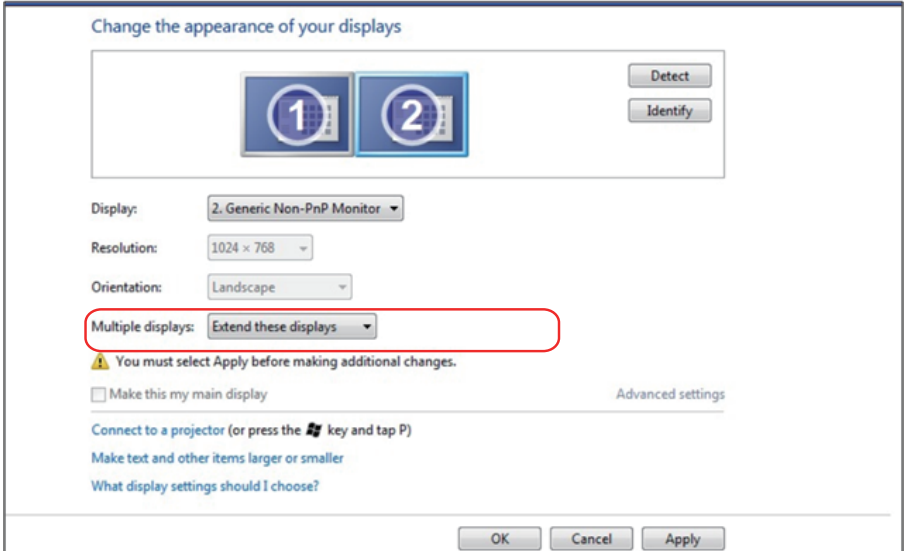 Change the appearance of your displays
1 2
Detect
Identify
Display: 2. Generic Non-PnP Monitor
Resolution: 1024 × 768
Orientation: Landscape
Multiple displays: Extend these displays
You must select Apply before making additional changes.
Make this my main display Advanced settings
Connect to a projector (or press the key and tap P)
Make text and other items larger or smaller
What display settings should I choose?
OK Cancel Apply